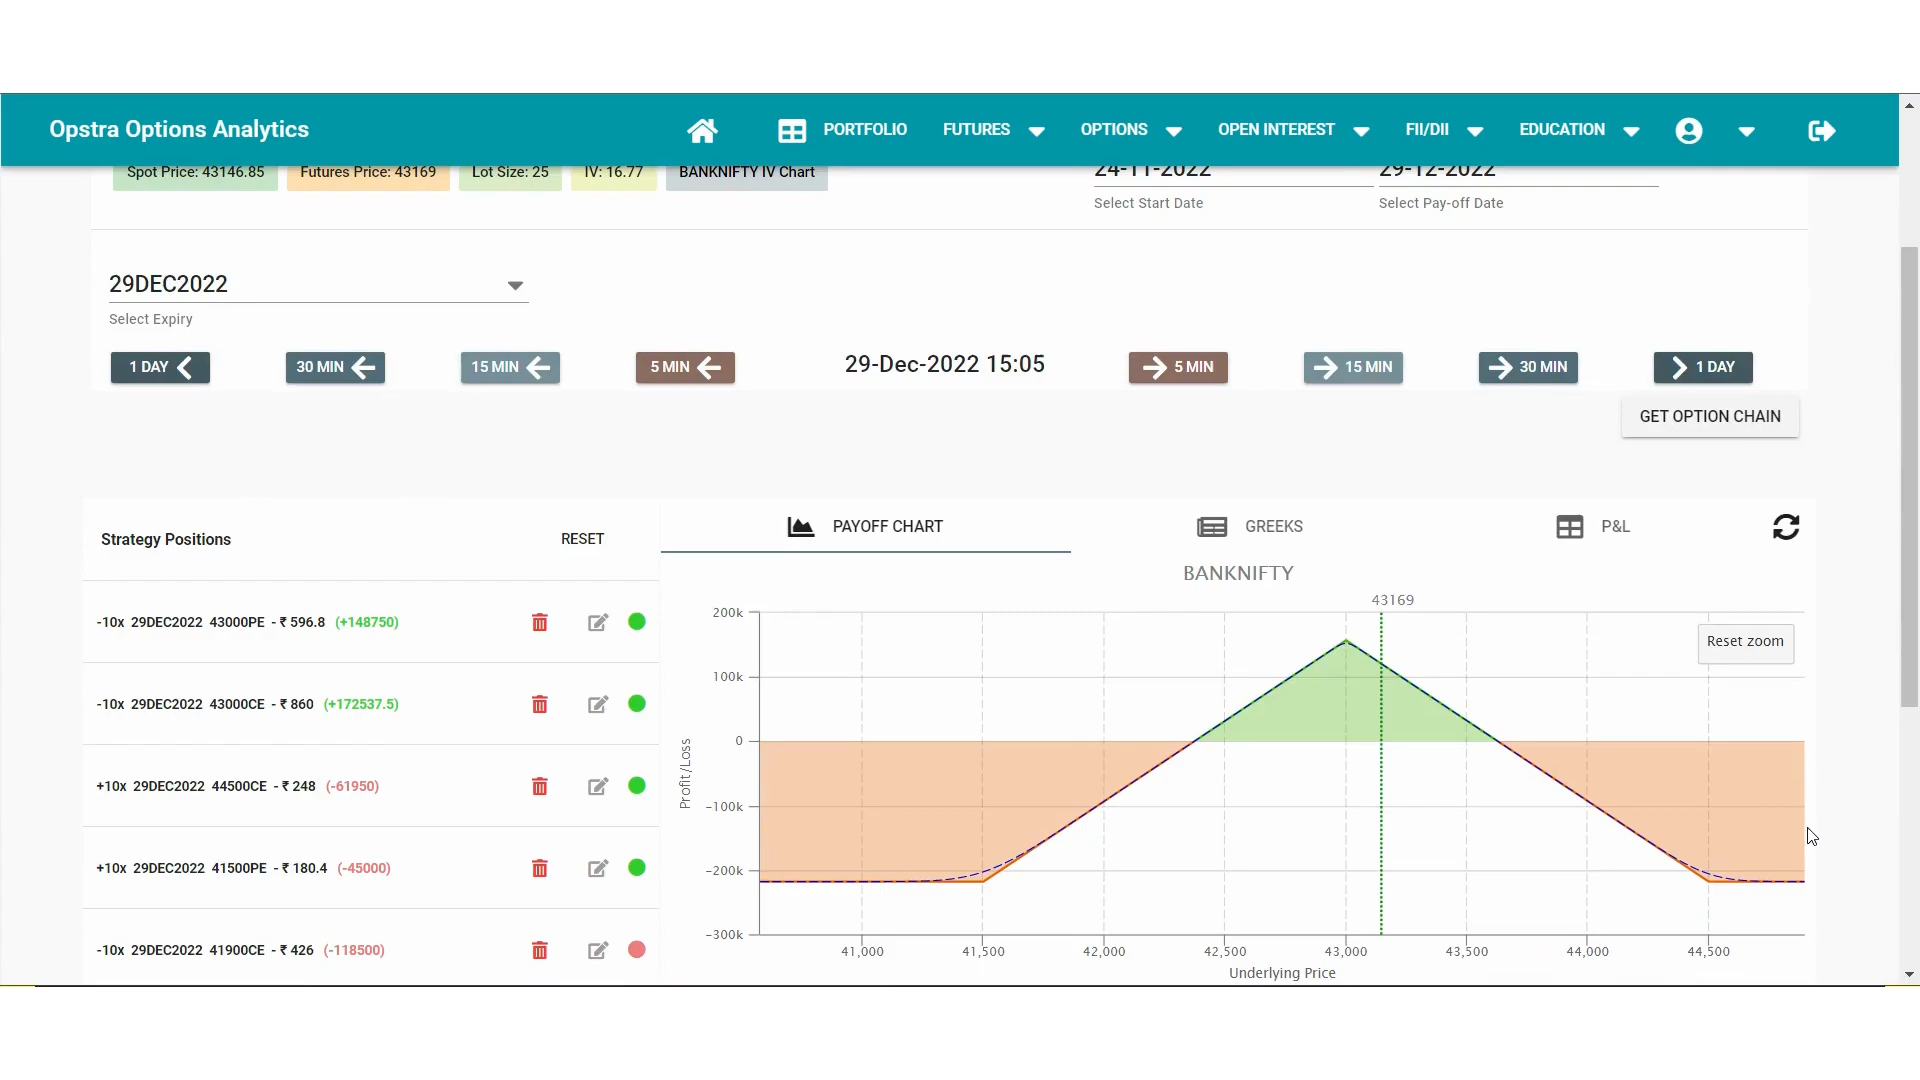 Opstra Options Analytics
PORTFOLIO FUTURES OPTIONS OPEN INTEREST FII/DII EDUCATION
Spot Price: 43146.85 Futures Price: 43169 Lot Size: 25 IV: 16.77 BANKNIFTY IV Chart
24-11-2022 29-12-2022
Select Start Date Select Pay-off Date
29DEC2022
Select Expiry
1 DAY 30 MIN 15 MIN 5 MIN 29-Dec-2022 15:05 5 MIN 15 MIN 30 MIN 1 DAY
GET OPTION CHAIN
Strategy Positions RESET
-10x 29DEC2022 43000PE - ₹ 596.8 (+148750)
-10x 29DEC2022 43000CE - ₹ 860 (+172537.5)
+10x 29DEC2022 44500CE - ₹ 248 (-61950)
+10x 29DEC2022 41500PE - ₹ 180.4 (-45000)
-10x 29DEC2022 41900CE - ₹ 426 (-118500)
PAYOFF CHART GREEKS P&L
BANKNIFTY
43169
Reset zoom
200k
100k
0
-100k
-200k
-300k
Profit/Loss
41,000 41,500 42,000 42,500 43,000 43,500 44,000 44,500
Underlying Price